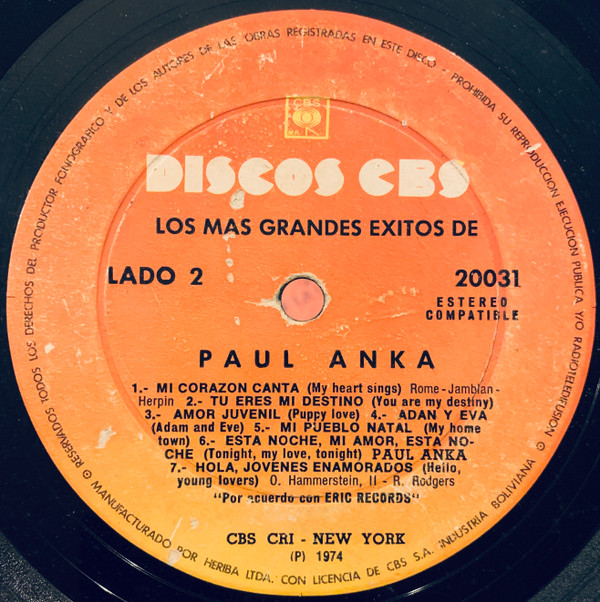 ® RESERVADOS TODOS LOS DERECHOS DEL PRODUCTOR FONOGRAFICO Y DE LOS AUTORES DE LAS OBRAS REGISTRADAS EN ESTE DISCO - PROHIBIDA SU REPRODUCCION EJECUCION PUBLICA Y/O RADIOTELEDIFUSION ®
CBS
DISCOS CBS
LOS MAS GRANDES EXITOS DE
LADO 2 20031
ESTEREO
COMPATIBLE
PAUL ANKA
1.- MI CORAZON CANTA (My heart sings) Rome - Jamblan-
Herpin 2.- TU ERES MI DESTINO (You are my destiny)
3.- AMOR JUVENIL (Puppy love) 4.- ADAN Y EVA
(Adam and Eve) 5.- MI PUEBLO NATAL (My home
town) 6.- ESTA NOCHE, MI AMOR, ESTA NO-
CHE (Tonight, my love, tonight) PAUL ANKA
7.- HOLA, JOVENES ENAMORADOS (Hello,
young lovers) O. Hammerstein, II - R. Rodgers
"Por acuerdo con ERIC RECORDS"
CBS CRI - NEW YORK
(P) 1974
MANUFACTURADO POR HERIBA LTDA. CON LICENCIA DE CBS S.A. INDUSTRIA BOLIVIANA